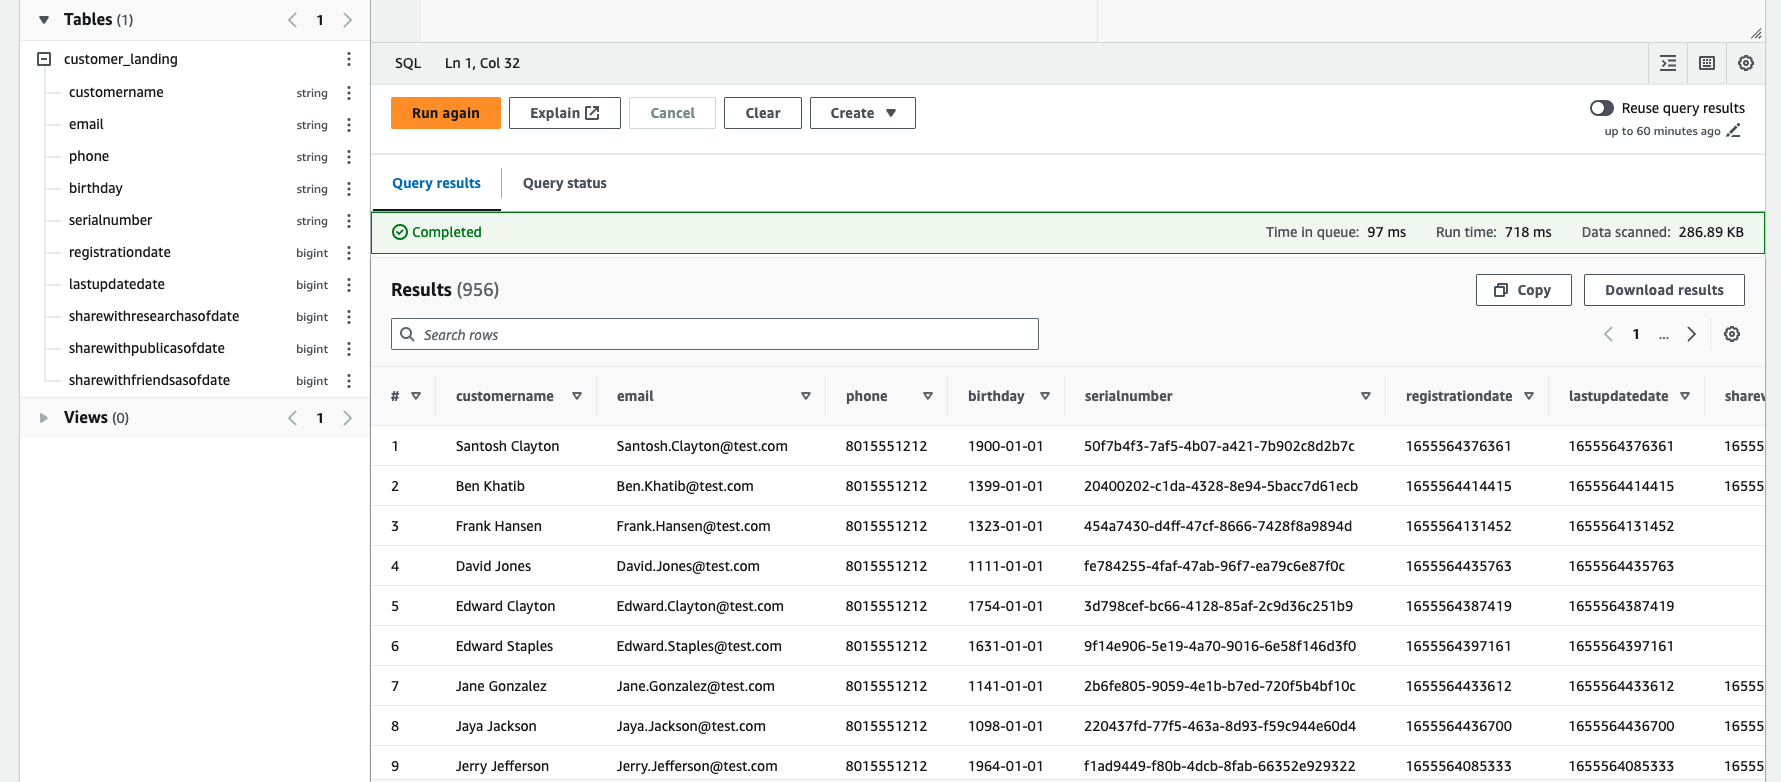 Tables (1)
1
customer_landing
customername string
email string
phone string
birthday string
serialnumber string
registrationdate bigint
lastupdatedate bigint
sharewithresearchasofdate bigint
sharewithpublicasofdate bigint
sharewithfriendsasofdate bigint
Views (0)
1
SQL Ln 1, Col 32
Run again Explain Cancel Clear Create
Reuse query results
up to 60 minutes ago
Query results Query status
Completed Time in queue: 97 ms Run time: 718 ms Data scanned: 286.89 KB
Results (956) Copy Download results
Search rows 1 ...
# customername email phone birthday serialnumber registrationdate lastupdatedate sharew
1 Santosh Clayton Santosh.Clayton@test.com 8015551212 1900-01-01 50f7b4f3-7af5-4b07-a421-7b902c8d2b7c 1655564376361 1655564376361 16555
2 Ben Khatib Ben.Khatib@test.com 8015551212 1399-01-01 20400202-c1da-4328-8e94-5bacc7d61ecb 1655564414415 1655564414415 16555
3 Frank Hansen Frank.Hansen@test.com 8015551212 1323-01-01 454a7430-d4ff-47cf-8666-7428f8a9894d 1655564131452 1655564131452
4 David Jones David.Jones@test.com 8015551212 1111-01-01 fe784255-4faf-47ab-96f7-ea79c6e87f0c 1655564435763 1655564435763
5 Edward Clayton Edward.Clayton@test.com 8015551212 1754-01-01 3d798cef-bc66-4128-85af-2c9d36c251b9 1655564387419 1655564387419
6 Edward Staples Edward.Staples@test.com 8015551212 1631-01-01 9f14e906-5e19-4a70-9016-6e58f146d3f0 1655564397161 1655564397161
7 Jane Gonzalez Jane.Gonzalez@test.com 8015551212 1141-01-01 2b6fe805-9059-4e1b-b7ed-720f5b4bf10c 1655564433612 1655564433612 16555
8 Jaya Jackson Jaya.Jackson@test.com 8015551212 1098-01-01 220437fd-77f5-463a-8d93-f59c944e60d4 1655564436700 1655564436700 16555
9 Jerry Jefferson Jerry.Jefferson@test.com 8015551212 1964-01-01 f1ad9449-f80b-4dcb-8fab-66352e929322 1655564085333 1655564085333 16555